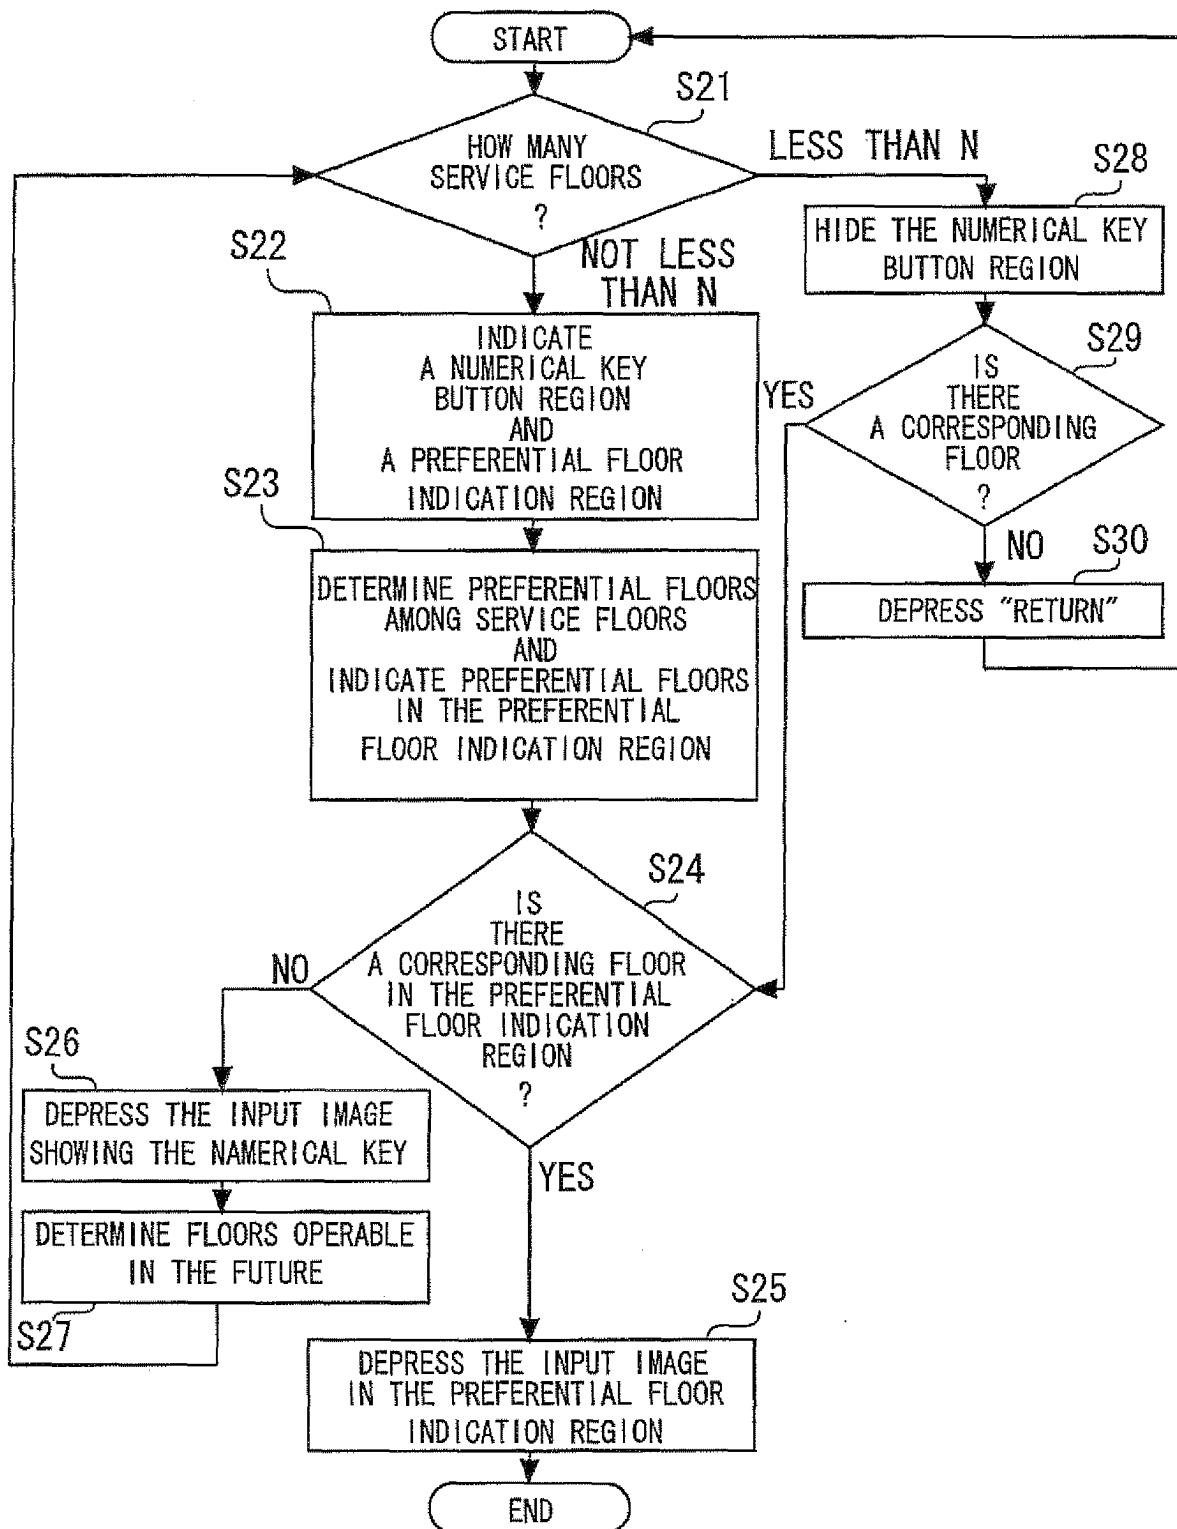 START
S21
HOW MANY
SERVICE FLOORS
?
LESS THAN N
NOT LESS
THAN N
S22
INDICATE
A NUMERICAL KEY
BUTTON REGION
AND
A PREFERENTIAL FLOOR
INDICATION REGION
S23
DETERMINE PREFERENTIAL FLOORS
AMONG SERVICE FLOORS
AND
INDICATE PREFERENTIAL FLOORS
IN THE PREFERENTIAL
FLOOR INDICATION REGION
S24
IS
THERE
A CORRESPONDING FLOOR
IN THE PREFERENTIAL
FLOOR INDICATION
REGION
?
NO
YES
S26
DEPRESS THE INPUT IMAGE
SHOWING THE NAMERICAL KEY
DETERMINE FLOORS OPERABLE
IN THE FUTURE
S27
S25
DEPRESS THE INPUT IMAGE
IN THE PREFERENTIAL FLOOR
INDICATION REGION
END
S28
HIDE THE NUMERICAL KEY
BUTTON REGION
S29
IS
THERE
A CORRESPONDING
FLOOR
?
YES
NO
S30
DEPRESS "RETURN"